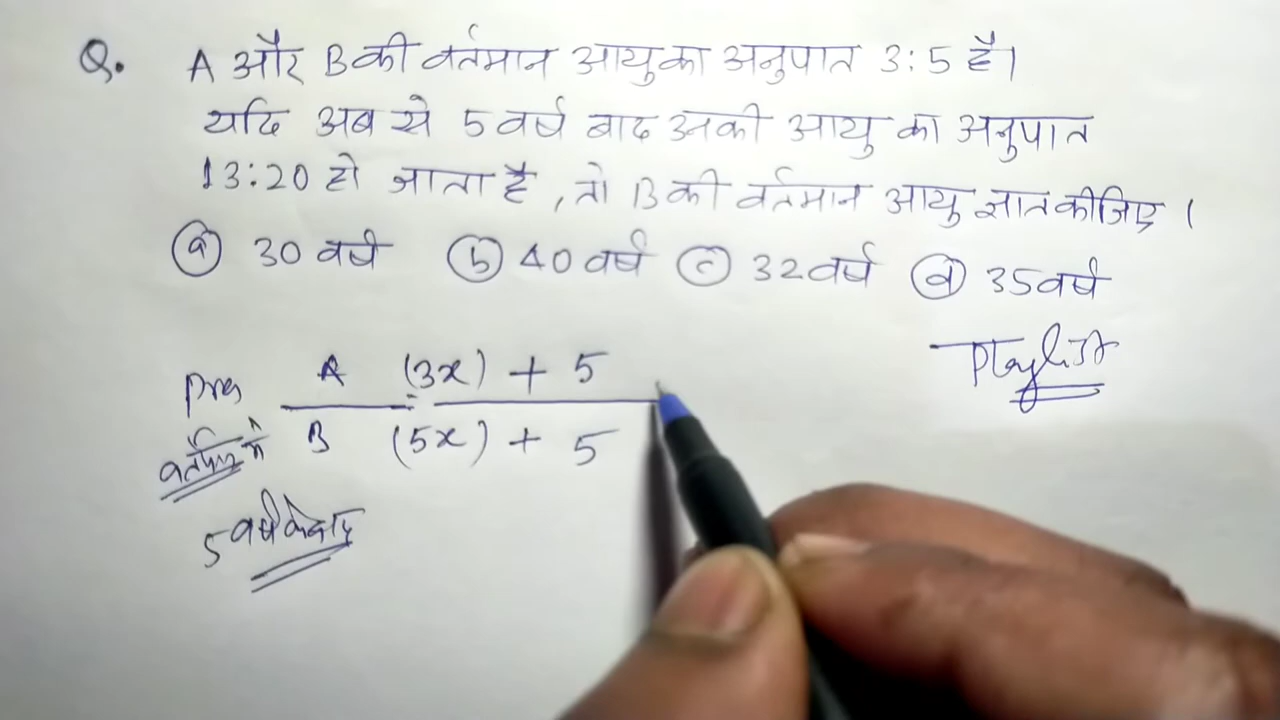 Q. A और B की वर्तमान आयु का अनुपात 3:5 है।
यदि अब से 5 वर्ष बाद उनकी आयु का अनुपात
13:20 हो जाता है, तो B की वर्तमान आयु ज्ञात कीजिए।
(a) 30 वर्ष (b) 40 वर्ष (c) 32 वर्ष (d) 35 वर्ष
Playlist
Pres A = (3x) + 5
वर्तमान में B (5x) + 5
5 वर्ष के बाद